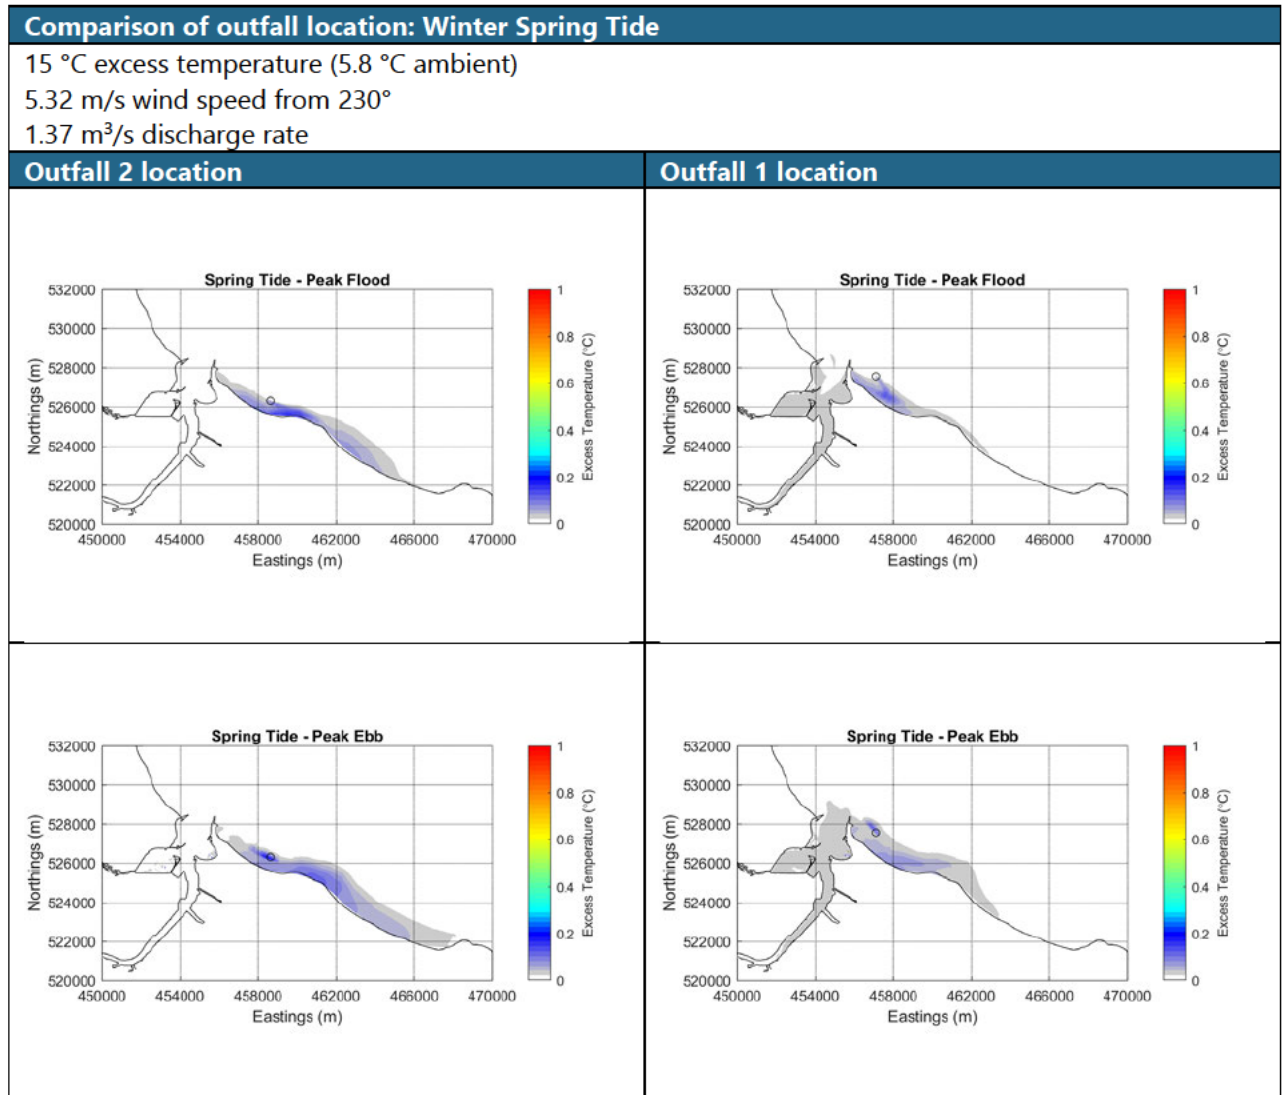 Comparison of outfall location: Winter Spring Tide
15 °C excess temperature (5.8 °C ambient)
5.32 m/s wind speed from 230°
1.37 m³/s discharge rate
Outfall 2 location
Outfall 1 location
Spring Tide - Peak Flood
532000
530000
528000
526000
524000
522000
520000
Northings (m)
450000 454000 458000 462000 466000 470000
Eastings (m)
1
0.8
0.6
0.4
0.2
0
Excess Temperature (°C)
Spring Tide - Peak Flood
532000
530000
528000
526000
524000
522000
520000
Northings (m)
450000 454000 458000 462000 466000 470000
Eastings (m)
1
0.8
0.6
0.4
0.2
0
Excess Temperature (°C)
Spring Tide - Peak Ebb
532000
530000
528000
526000
524000
522000
520000
Northings (m)
450000 454000 458000 462000 466000 470000
Eastings (m)
1
0.8
0.6
0.4
0.2
0
Excess Temperature (°C)
Spring Tide - Peak Ebb
532000
530000
528000
526000
524000
522000
520000
Northings (m)
450000 454000 458000 462000 466000 470000
Eastings (m)
1
0.8
0.6
0.4
0.2
0
Excess Temperature (°C)